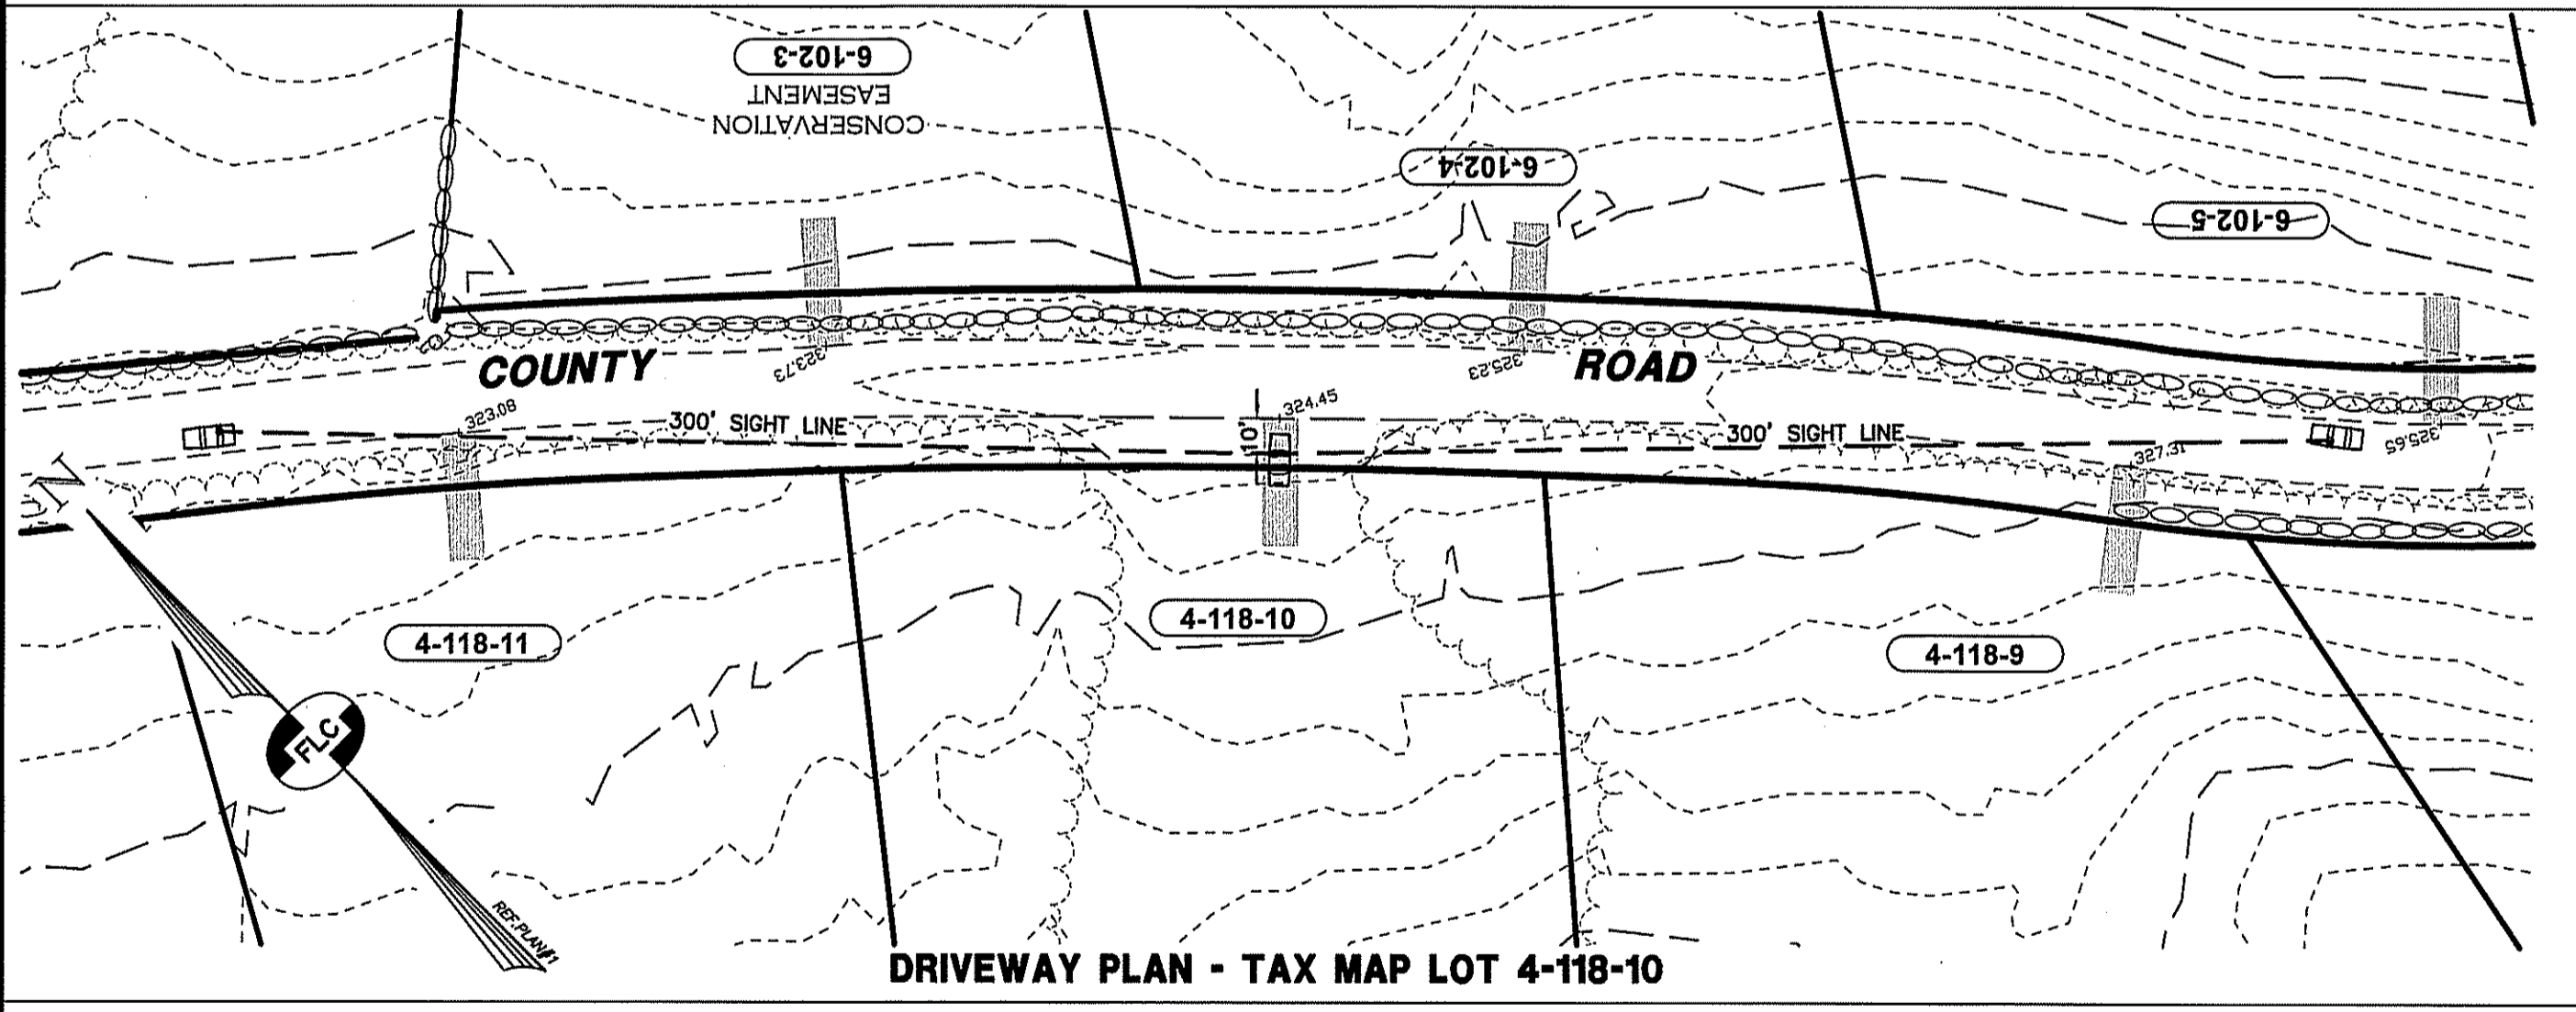 6-102-3
EASEMENT
CONSERVATION
6-102-4
6-102-5
COUNTY ROAD
323.73
325.23
323.08
300' SIGHT LINE
10'
324.45
300' SIGHT LINE
327.31
325.65
N
4-118-11
4-118-10
4-118-9
FLC
REF.PLAN#1
DRIVEWAY PLAN - TAX MAP LOT 4-118-10